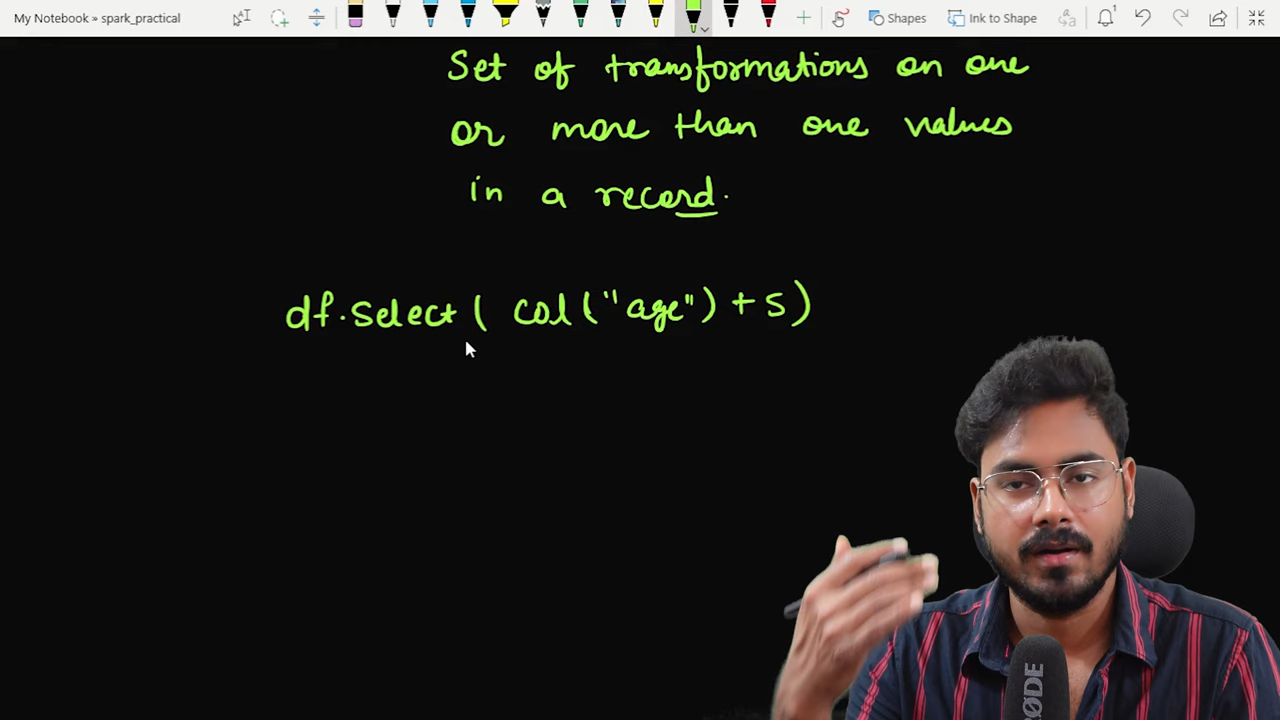 My Notebook » spark_practical
Shapes
Ink to Shape
Set of transformations on one
or more than one values
in a record.
df.select( col("age")+5)
RODE